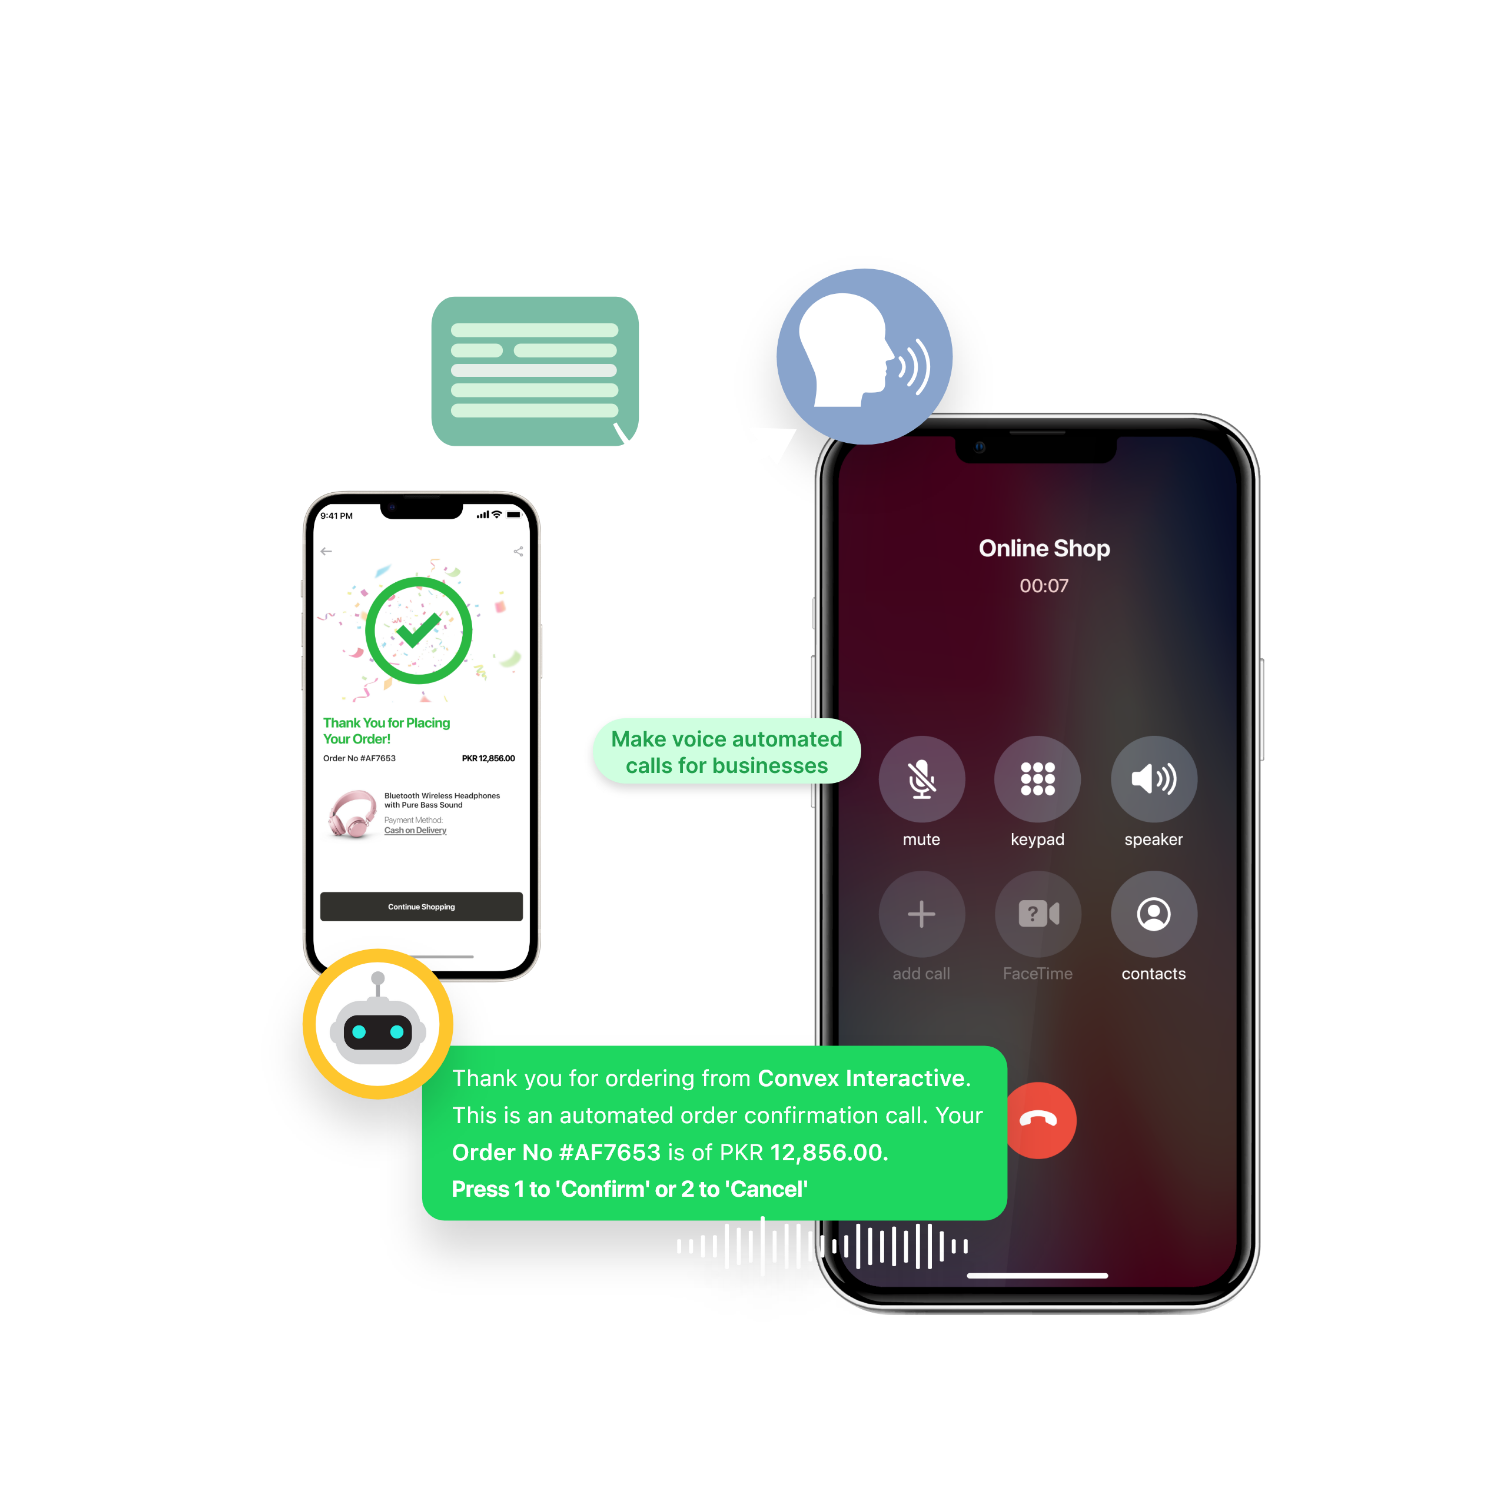 9:41 PM
Thank You for Placing
Your Order!
Order No #AF7653 PKR 12,856.00
Bluetooth Wireless Headphones
with Pure Bass Sound
Payment Method:
Cash on Delivery
Continue Shopping
Make voice automated
calls for businesses
Online Shop
00:07
mute keypad speaker
add call FaceTime contacts
Thank you for ordering from Convex Interactive.
This is an automated order confirmation call. Your
Order No #AF7653 is of PKR 12,856.00.
Press 1 to 'Confirm' or 2 to 'Cancel'